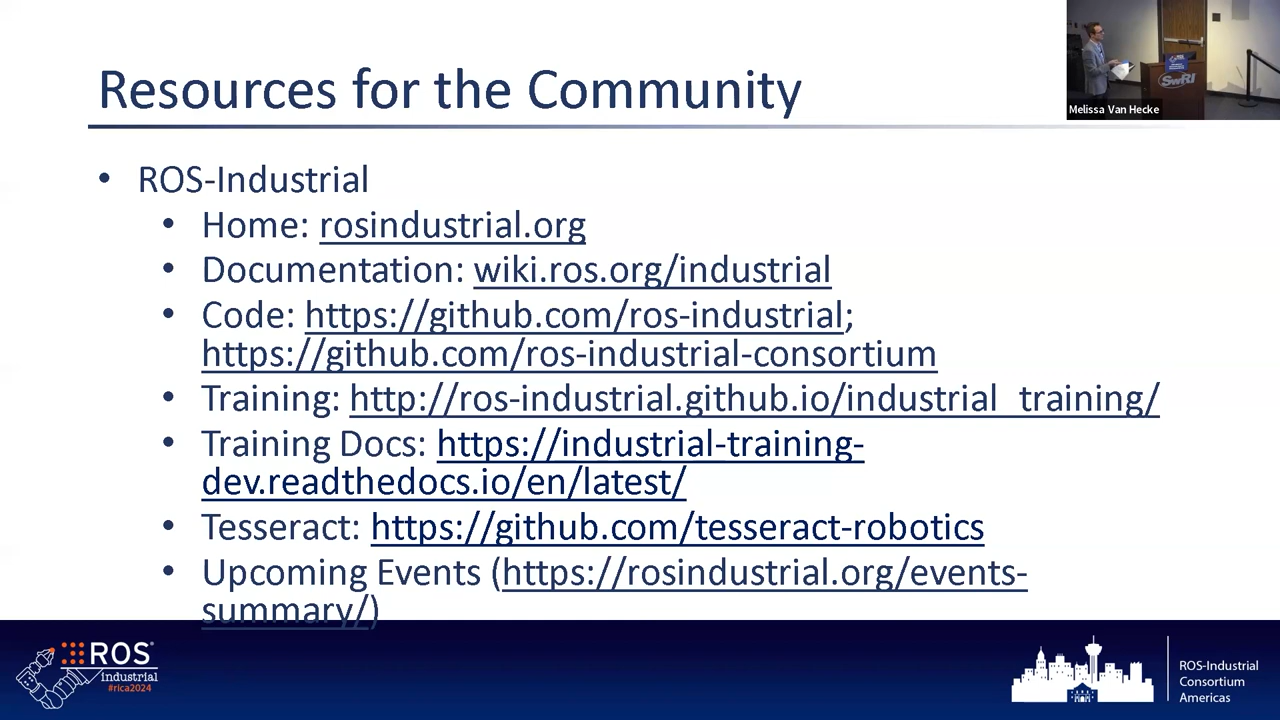 Resources for the Community
• ROS-Industrial
• Home: rosindustrial.org
• Documentation: wiki.ros.org/industrial
• Code: https://github.com/ros-industrial;
https://github.com/ros-industrial-consortium
• Training: http://ros-industrial.github.io/industrial_training/
• Training Docs: https://industrial-training-
dev.readthedocs.io/en/latest/
• Tesseract: https://github.com/tesseract-robotics
• Upcoming Events (https://rosindustrial.org/events-
summary/)
SwRI
Melissa Van Hecke
ROS
Industrial
#rica2024
ROS-Industrial
Consortium
Americas